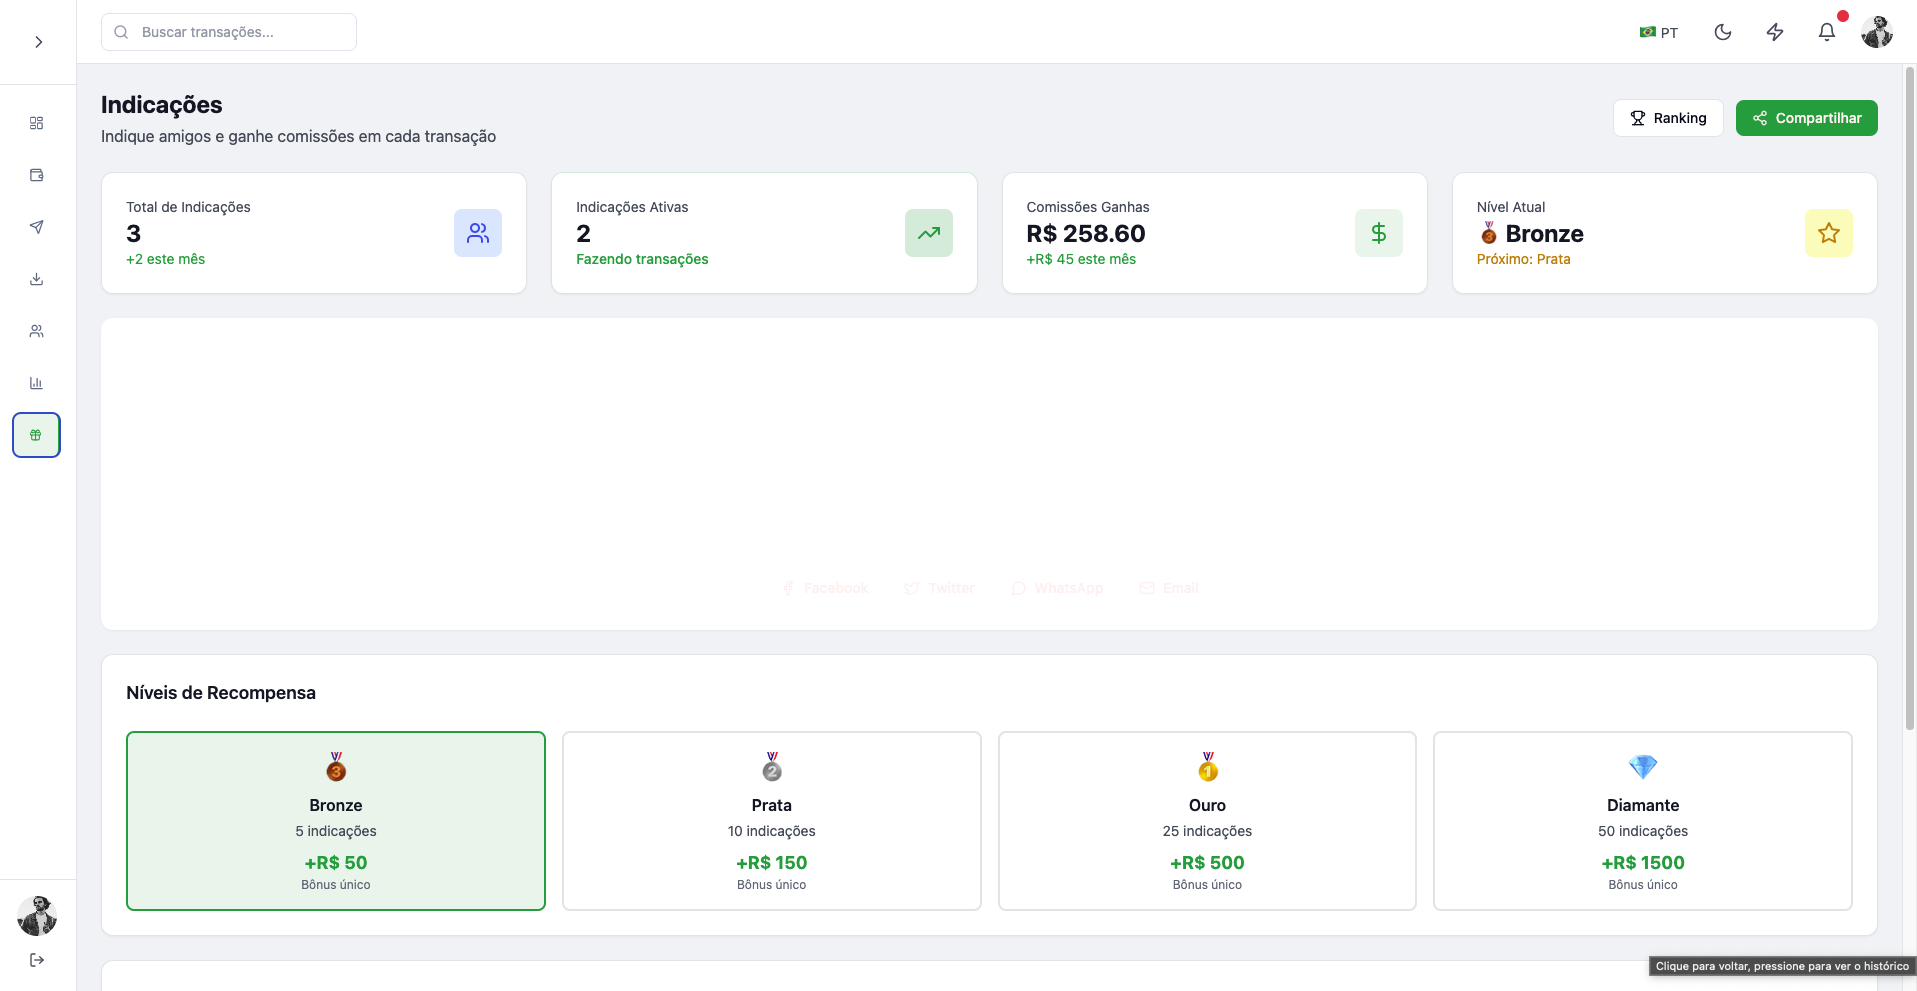 Buscar transações...
PT
Indicações
Indique amigos e ganhe comissões em cada transação
Ranking
Compartilhar
Total de Indicações
3
+2 este mês
Indicações Ativas
2
Fazendo transações
Comissões Ganhas
R$ 258.60
+R$ 45 este mês
Nível Atual
Bronze
Próximo: Prata
Facebook
Twitter
WhatsApp
Email
Níveis de Recompensa
3
Bronze
5 indicações
+R$ 50
Bônus único
2
Prata
10 indicações
+R$ 150
Bônus único
1
Ouro
25 indicações
+R$ 500
Bônus único
Diamante
50 indicações
+R$ 1500
Bônus único
Clique para voltar, pressione para ver o histórico